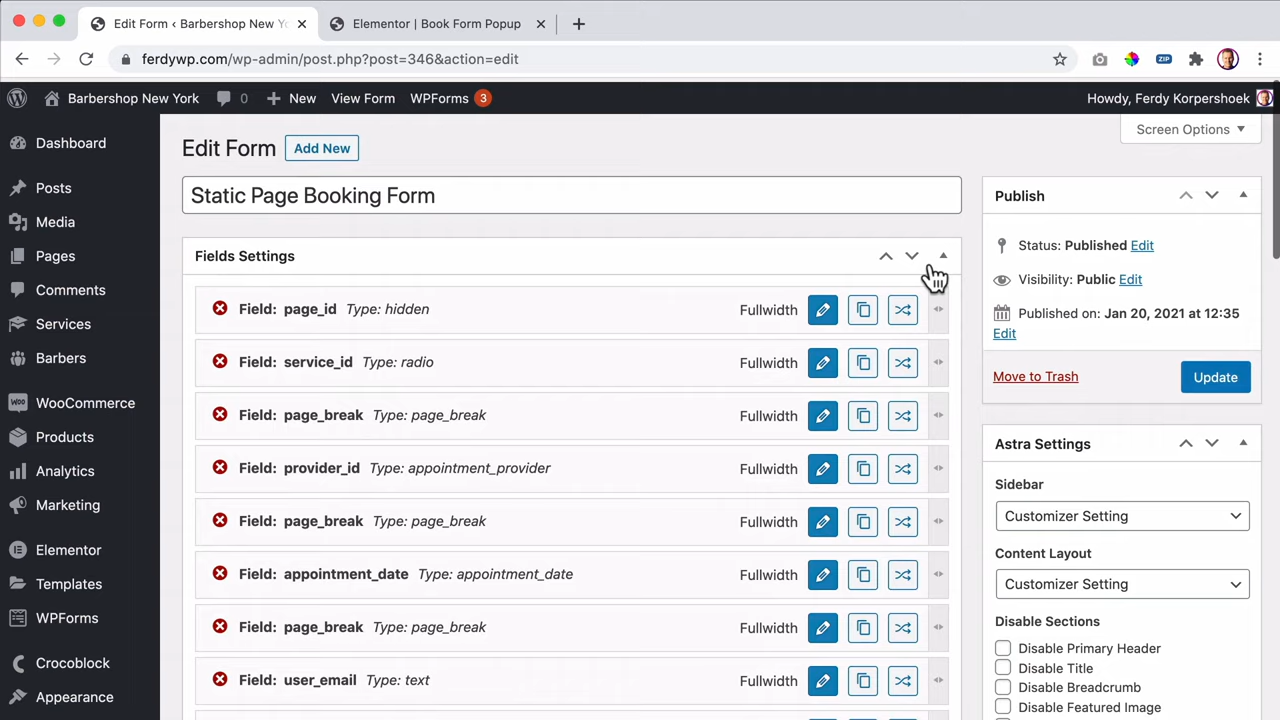 Edit Form ‹ Barbershop New Yo
Elementor | Book Form Popup
ferdywp.com/wp-admin/post.php?post=346&action=edit
ZIP
Barbershop New York 0 New View Form WPForms 3
Howdy, Ferdy Korpershoek
Dashboard
Posts
Media
Pages
Comments
Services
Barbers
WooCommerce
Products
Analytics
Marketing
Elementor
Templates
WPForms
Crocoblock
Appearance
Screen Options
Edit Form Add New
Static Page Booking Form
Fields Settings
Field: page_id Type: hidden Fullwidth
Field: service_id Type: radio Fullwidth
Field: page_break Type: page_break Fullwidth
Field: provider_id Type: appointment_provider Fullwidth
Field: page_break Type: page_break Fullwidth
Field: appointment_date Type: appointment_date Fullwidth
Field: page_break Type: page_break Fullwidth
Field: user_email Type: text Fullwidth
Publish
Status: Published Edit
Visibility: Public Edit
Published on: Jan 20, 2021 at 12:35
Edit
Move to Trash Update
Astra Settings
Sidebar
Customizer Setting
Content Layout
Customizer Setting
Disable Sections
Disable Primary Header
Disable Title
Disable Breadcrumb
Disable Featured Image